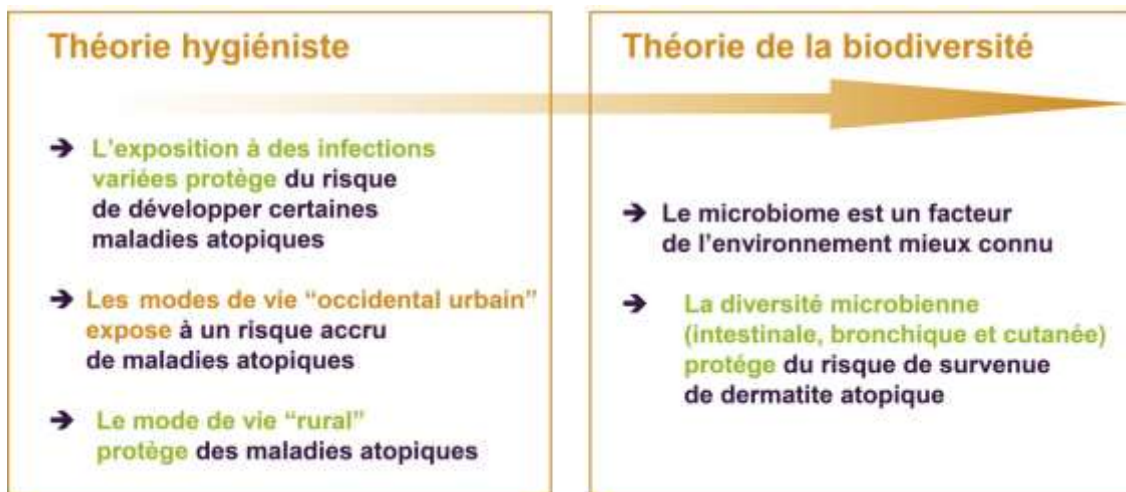 Théorie hygiéniste
➔ L'exposition à des infections
variées protège du risque
de développer certaines
maladies atopiques
➔ Les modes de vie “occidental urbain”
expose à un risque accru
de maladies atopiques
➔ Le mode de vie “rural”
protège des maladies atopiques
Théorie de la biodiversité
➔ Le microbiome est un facteur
de l'environnement mieux connu
➔ La diversité microbienne
(intestinale, bronchique et cutanée)
protége du risque de survenue
de dermatite atopique